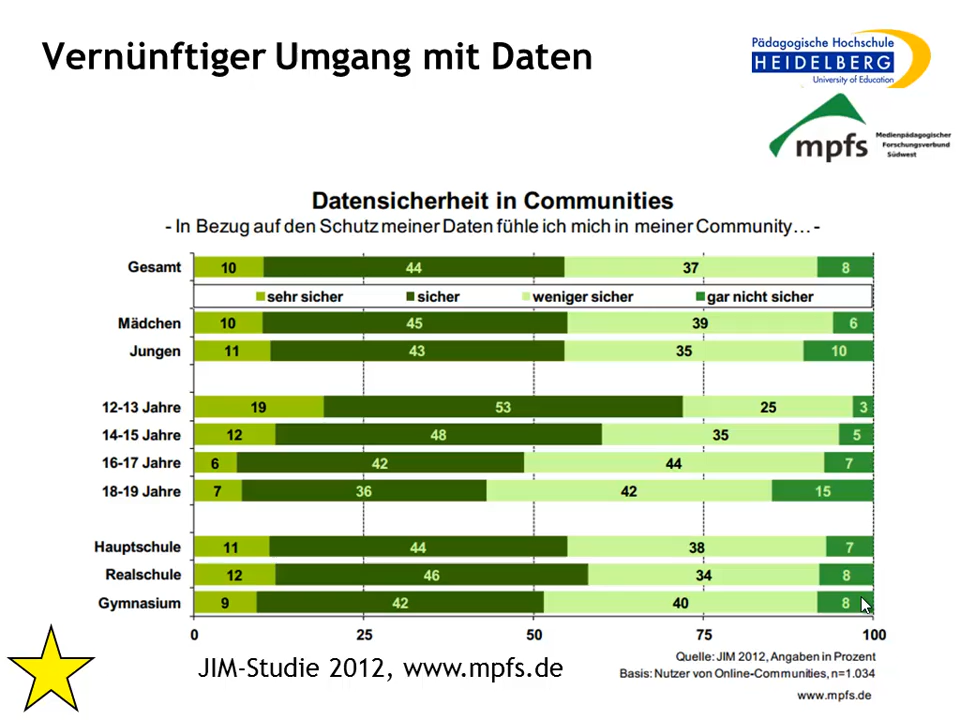 Vernünftiger Umgang mit Daten
Pädagogische Hochschule
HEIDELBERG
University of Education
mpfs
Medienpädagogischer
Forschungsverbund
Südwest
Datensicherheit in Communities
- In Bezug auf den Schutz meiner Daten fühle ich mich in meiner Community… -
Gesamt 10 44 37 8
sehr sicher sicher weniger sicher gar nicht sicher
Mädchen 10 45 39 6
Jungen 11 43 35 10
12-13 Jahre 19 53 25 3
14-15 Jahre 12 48 35 5
16-17 Jahre 6 42 44 7
18-19 Jahre 7 36 42 15
Hauptschule 11 44 38 7
Realschule 12 46 34 8
Gymnasium 9 42 40 8
0 25 50 75 100
JIM-Studie 2012, www.mpfs.de
Quelle: JIM 2012, Angaben in Prozent
Basis: Nutzer von Online-Communities, n=1.034
www.mpfs.de